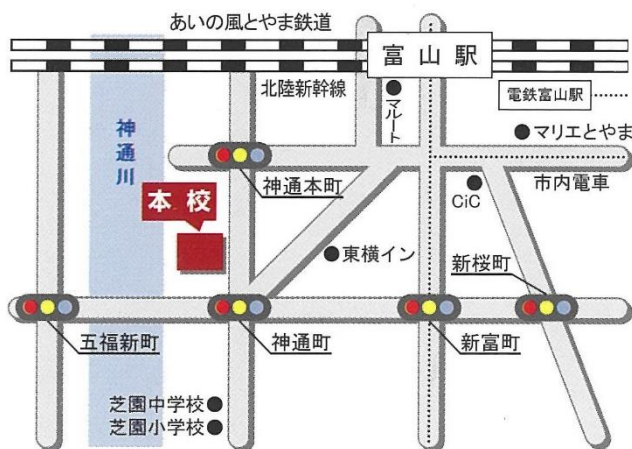 あいの風とやま鉄道
富山駅
北陸新幹線
マルート
電鉄富山駅
マリエとやま
神通川
神通本町
市内電車
CiC
本校
東横イン
新桜町
五福新町
神通町
新富町
芝園中学校
芝園小学校